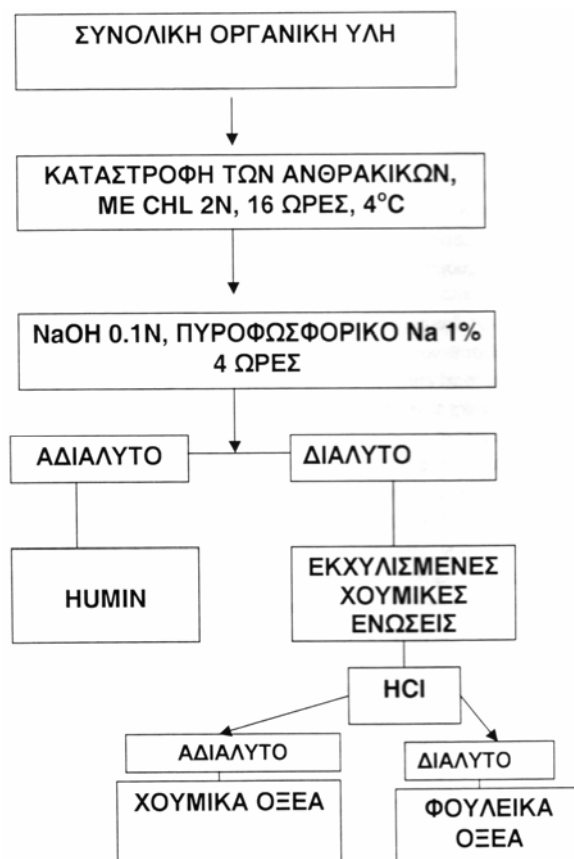 ΣΥΝΟΛΙΚΗ ΟΡΓΑΝΙΚΗ ΥΛΗ
ΚΑΤΑΣΤΡΟΦΗ ΤΩΝ ΑΝΘΡΑΚΙΚΩΝ,
ΜΕ CHL 2N, 16 ΩΡΕΣ, 4°C
NaOH 0.1N, ΠΥΡΟΦΩΣΦΟΡΙΚΟ Na 1%
4 ΩΡΕΣ
ΑΔΙΑΛΥΤΟ
ΔΙΑΛΥΤΟ
HUMIN
ΕΚΧΥΛΙΣΜΕΝΕΣ
ΧΟΥΜΙΚΕΣ
ΕΝΩΣΕΙΣ
HCl
ΑΔΙΑΛΥΤΟ
ΔΙΑΛΥΤΟ
ΧΟΥΜΙΚΑ ΟΞΕΑ
ΦΟΥΛΕΙΚΑ
ΟΞΕΑ